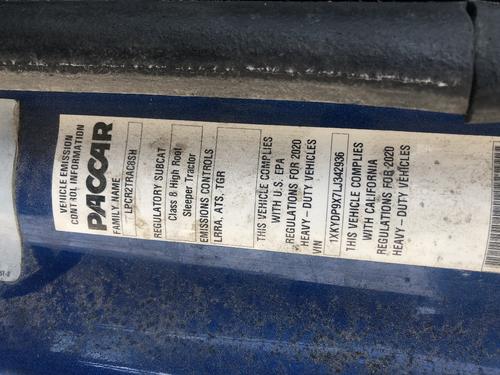 VEHICLE EMISSION
CONTROL INFORMATION
PACCAR
FAMILY NAME
LPCR2TRAC8SH
REGULATORY SUBCAT
Class 8 High Roof
Sleeper Tractor
EMISSIONS CONTROLS
LRRA, ATS, TGR
THIS VEHICLE COMPLIES
WITH U.S. EPA
REGULATIONS FOR 2020
HEAVY - DUTY VEHICLES
VIN
1XKYDP9X7LJ342936
THIS VEHICLE COMPLIES
WITH CALIFORNIA
REGULATIONS FOR 2020
HEAVY - DUTY VEHICLES